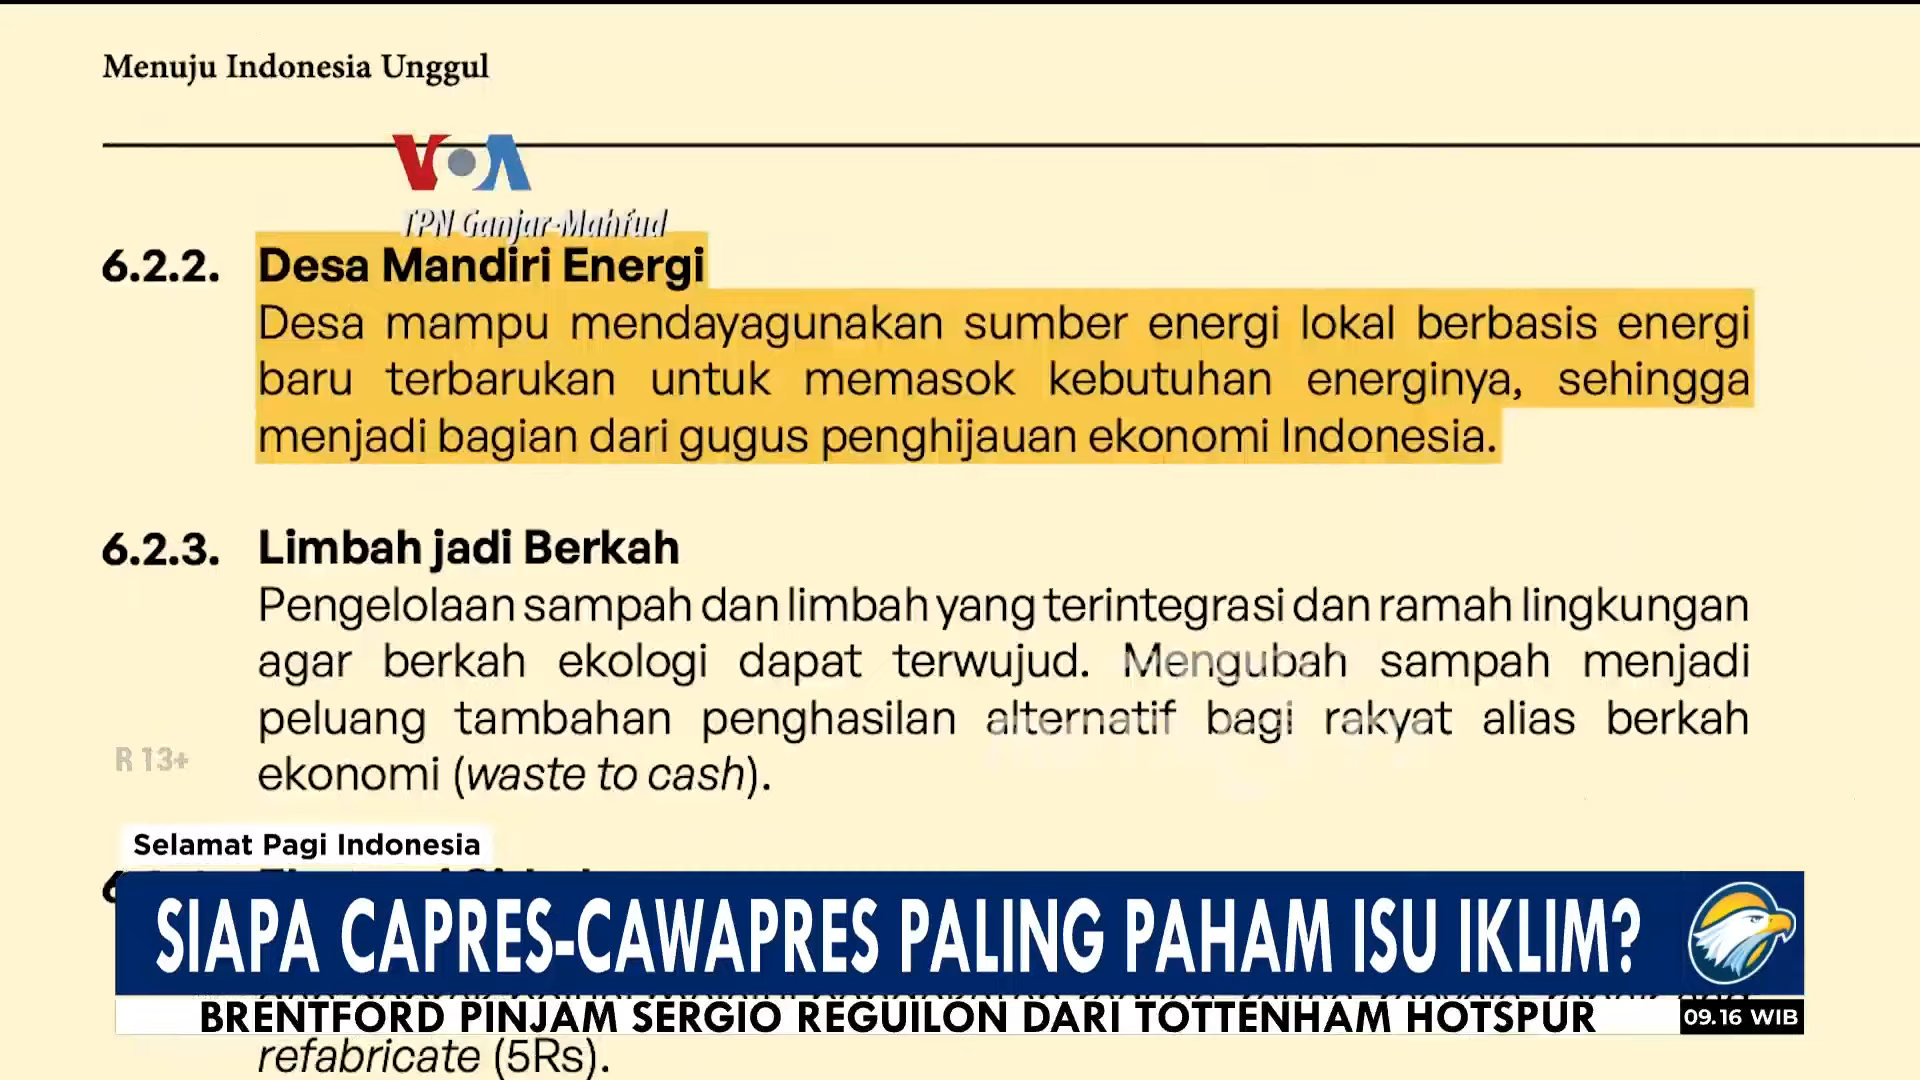 Menuju Indonesia Unggul
VOA
TPN Ganjar-Mahfud
6.2.2. Desa Mandiri Energi
Desa mampu mendayagunakan sumber energi lokal berbasis energi
baru terbarukan untuk memasok kebutuhan energinya, sehingga
menjadi bagian dari gugus penghijauan ekonomi Indonesia.
6.2.3. Limbah jadi Berkah
Pengelolaan sampah dan limbah yang terintegrasi dan ramah lingkungan
agar berkah ekologi dapat terwujud. Mengubah sampah menjadi
peluang tambahan penghasilan alternatif bagi rakyat alias berkah
ekonomi (waste to cash).
R 13+
Selamat Pagi Indonesia
SIAPA CAPRES-CAWAPRES PALING PAHAM ISU IKLIM?
BRENTFORD PINJAM SERGIO REGUILON DARI TOTTENHAM HOTSPUR
09.16 WIB
refabricate (5Rs).